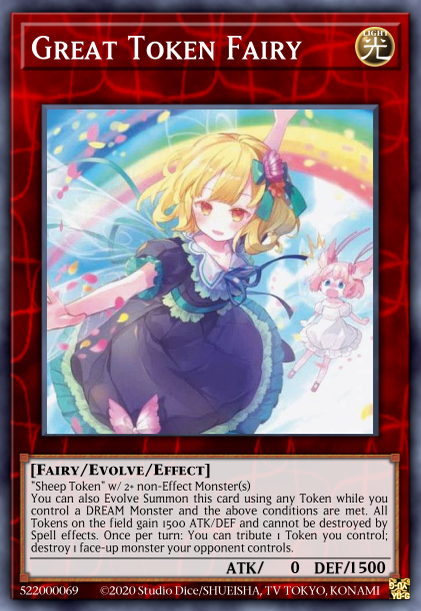 GREAT TOKEN FAIRY
LIGHT
光
[FAIRY/EVOLVE/EFFECT]
"Sheep Token" w/ 2+ non-Effect Monster(s)
You can also Evolve Summon this card using any Token while you
control a DREAM Monster and the above conditions are met. All
Tokens on the field gain 1500 ATK/DEF and cannot be destroyed by
Spell effects. Once per turn: You can tribute 1 Token you control;
destroy 1 face-up monster your opponent controls.
ATK/ 0 DEF/1500
522000069 ©2020 Studio Dice/SHUEISHA, TV TOKYO, KONAMI